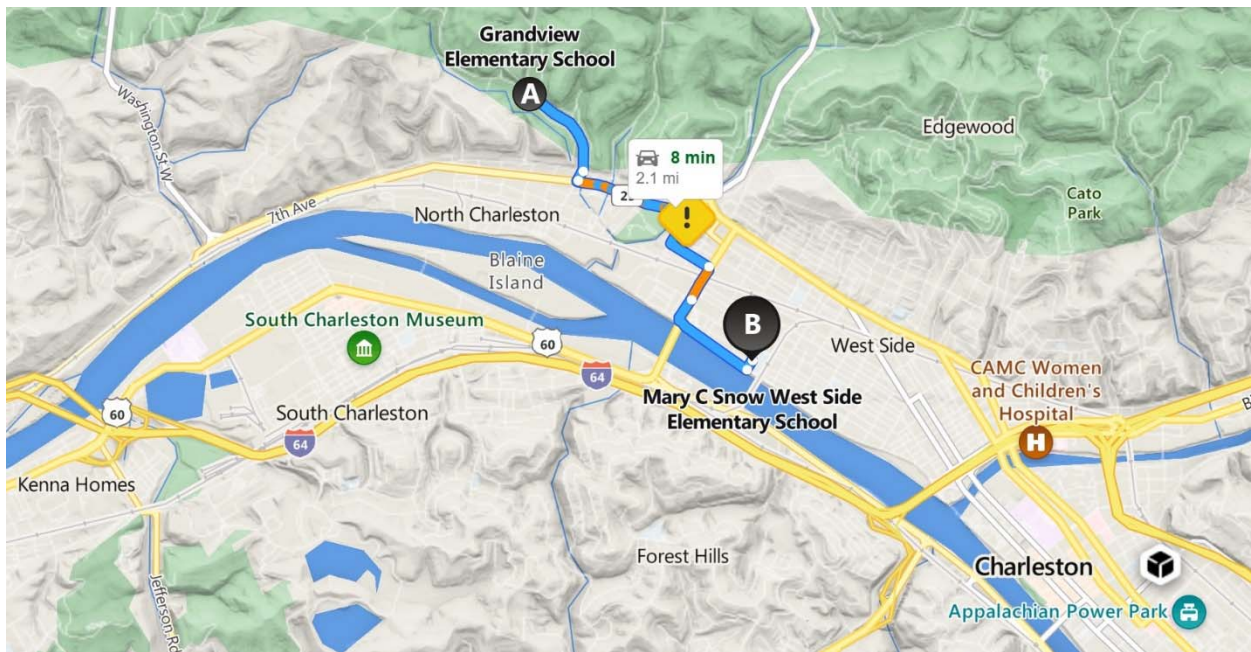 Grandview
Elementary School
A
Washington St W
Edgewood
8 min
2.1 mi
Cato
Park
7th Ave
North Charleston
!
Blaine
Island
B
South Charleston Museum
60
West Side
64
CAMC Women
and Children's
Hospital
H
Mary C Snow West Side
Elementary School
60
South Charleston
64
Kenna Homes
Forest Hills
Jefferson Rd
Charleston
Appalachian Power Park